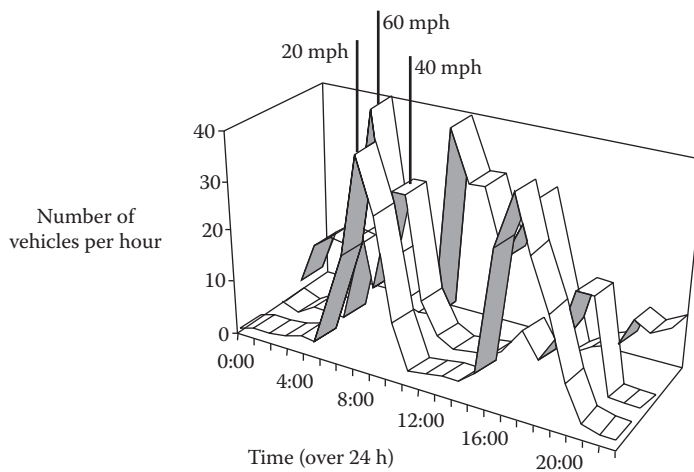 60 mph
20 mph
40 mph
40
30
20
10
0
Number of
vehicles per hour
0:00
4:00
8:00
12:00
16:00
20:00
Time (over 24 h)